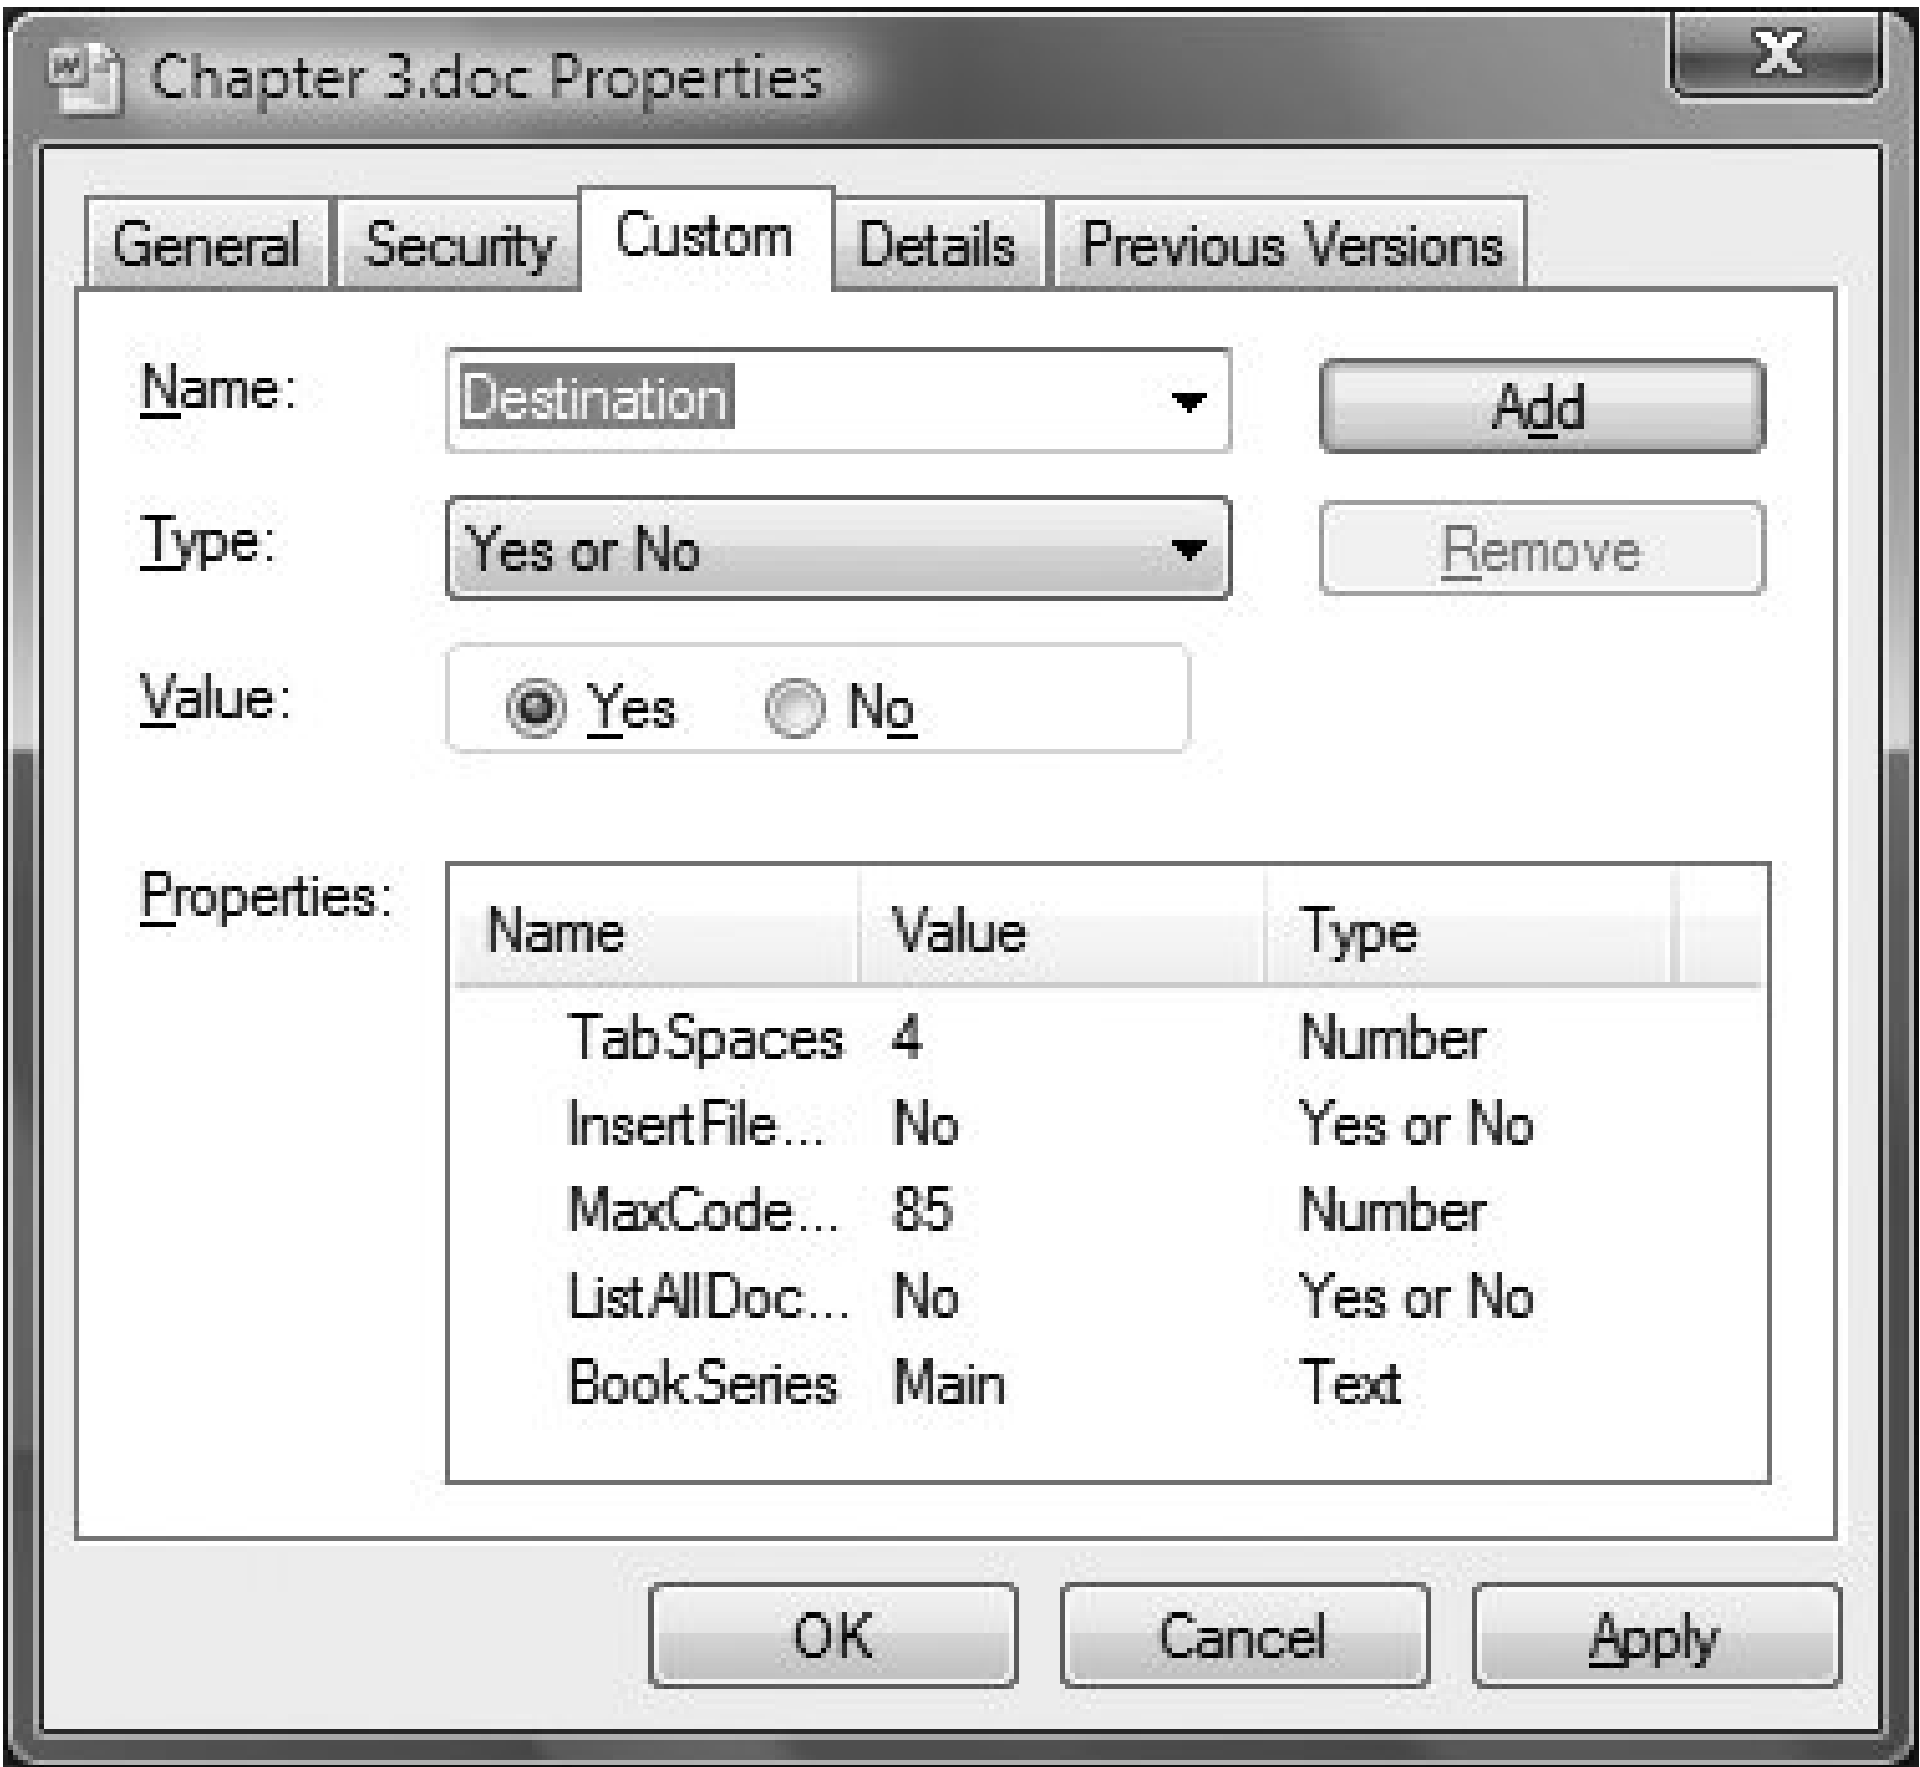 Chapter 3.doc Properties
General Security Custom Details Previous Versions
Name: Destination Add
Type: Yes or No Remove
Value: Yes No
Properties:
Name Value Type
TabSpaces 4 Number
InsertFile... No Yes or No
MaxCode... 85 Number
ListAllDoc... No Yes or No
BookSeries Main Text
OK Cancel Apply